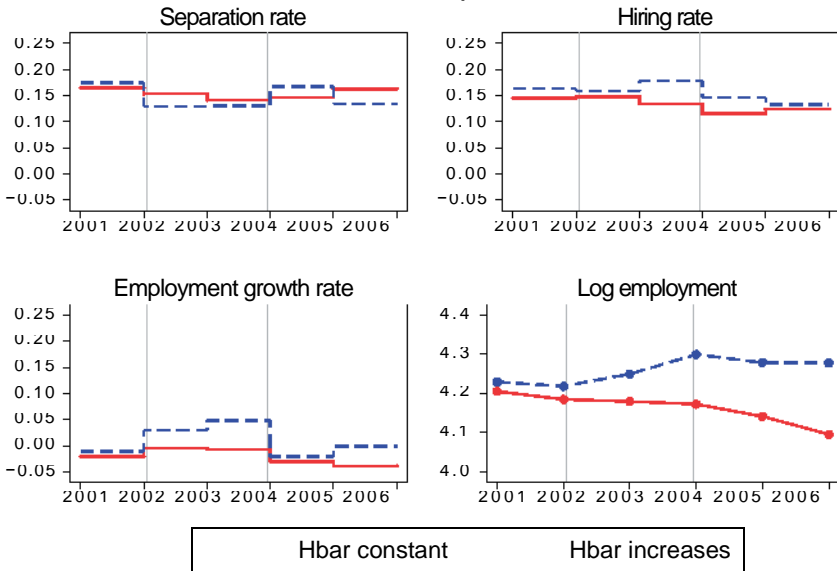 Separation rate
Hiring rate
0.25
0.20
0.15
0.10
0.05
0.00
−0.05
2001 2002 2003 2004 2005 2006
0.25
0.20
0.15
0.10
0.05
0.00
−0.05
2001 2002 2003 2004 2005 2006
Employment growth rate
Log employment
0.25
0.20
0.15
0.10
0.05
0.00
−0.05
2001 2002 2003 2004 2005 2006
4.4
4.3
4.2
4.1
4.0
2001 2002 2003 2004 2005 2006
Hbar constant Hbar increases